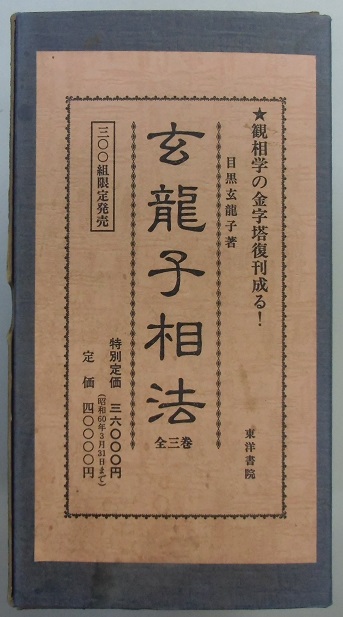 ★観相学の金字塔復刊成る！
目黒玄龍子著
東洋書院
玄龍子相法
全三巻
特別定価　三六〇〇〇円
（昭和60年3月31日まで）
定価　四〇〇〇〇円
三〇〇組限定発売